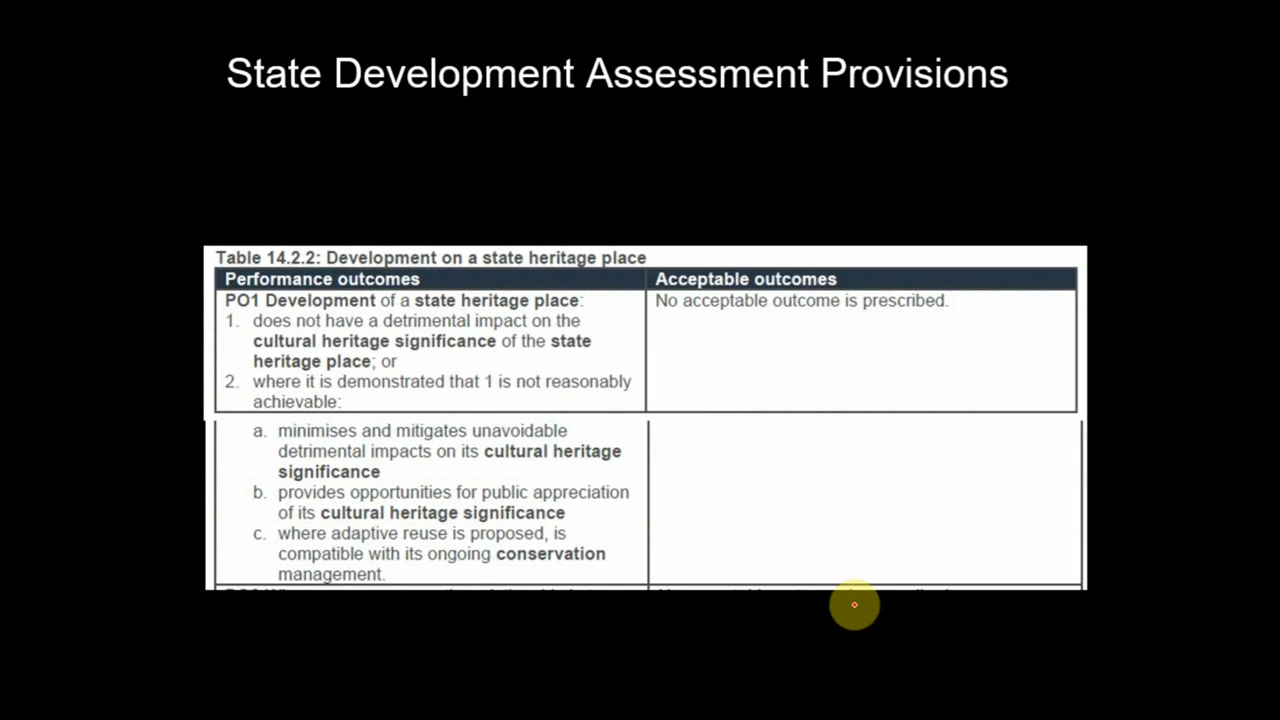 State Development Assessment Provisions
Table 14.2.2: Development on a state heritage place
Performance outcomes
Acceptable outcomes
PO1 Development of a state heritage place:
No acceptable outcome is prescribed.
1. does not have a detrimental impact on the
cultural heritage significance of the state
heritage place; or
2. where it is demonstrated that 1 is not reasonably
achievable:
a. minimises and mitigates unavoidable
detrimental impacts on its cultural heritage
significance
b. provides opportunities for public appreciation
of its cultural heritage significance
c. where adaptive reuse is proposed, is
compatible with its ongoing conservation
management.